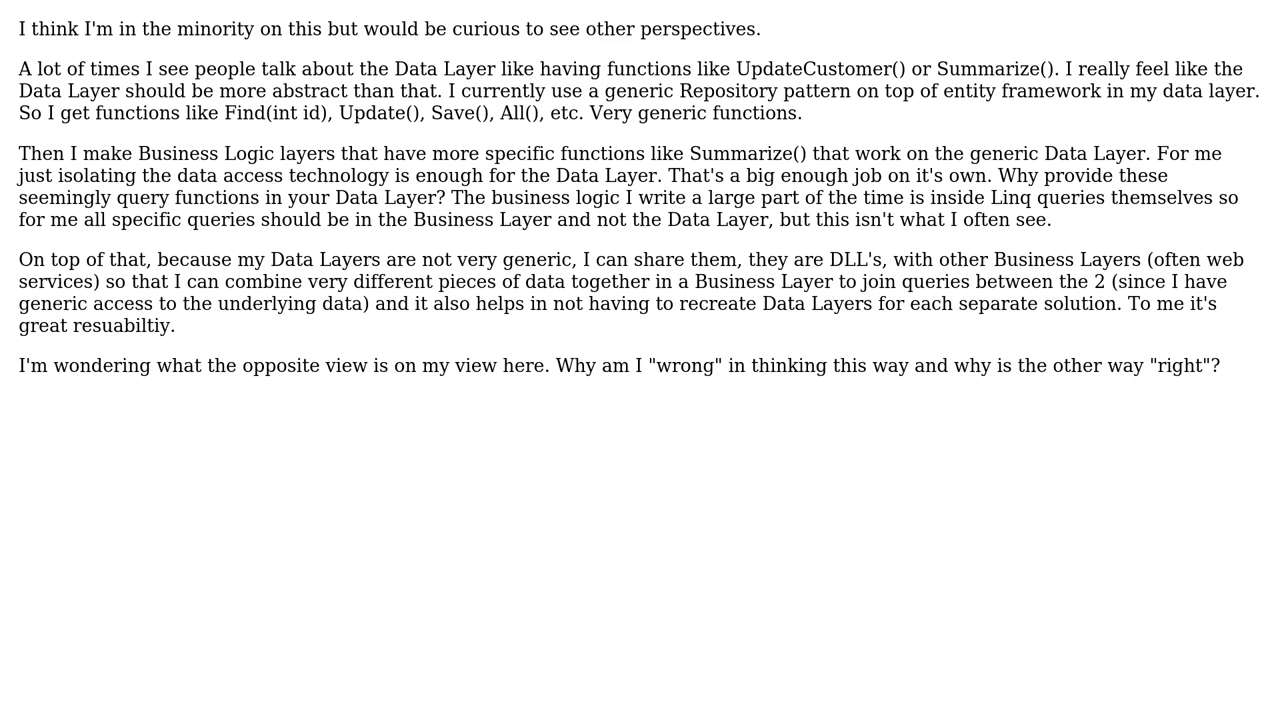 I think I'm in the minority on this but would be curious to see other perspectives.
A lot of times I see people talk about the Data Layer like having functions like UpdateCustomer() or Summarize(). I really feel like the
Data Layer should be more abstract than that. I currently use a generic Repository pattern on top of entity framework in my data layer.
So I get functions like Find(int id), Update(), Save(), All(), etc. Very generic functions.
Then I make Business Logic layers that have more specific functions like Summarize() that work on the generic Data Layer. For me
just isolating the data access technology is enough for the Data Layer. That's a big enough job on it's own. Why provide these
seemingly query functions in your Data Layer? The business logic I write a large part of the time is inside Linq queries themselves so
for me all specific queries should be in the Business Layer and not the Data Layer, but this isn't what I often see.
On top of that, because my Data Layers are not very generic, I can share them, they are DLL's, with other Business Layers (often web
services) so that I can combine very different pieces of data together in a Business Layer to join queries between the 2 (since I have
generic access to the underlying data) and it also helps in not having to recreate Data Layers for each separate solution. To me it's
great resuabiltiy.
I'm wondering what the opposite view is on my view here. Why am I "wrong" in thinking this way and why is the other way "right"?